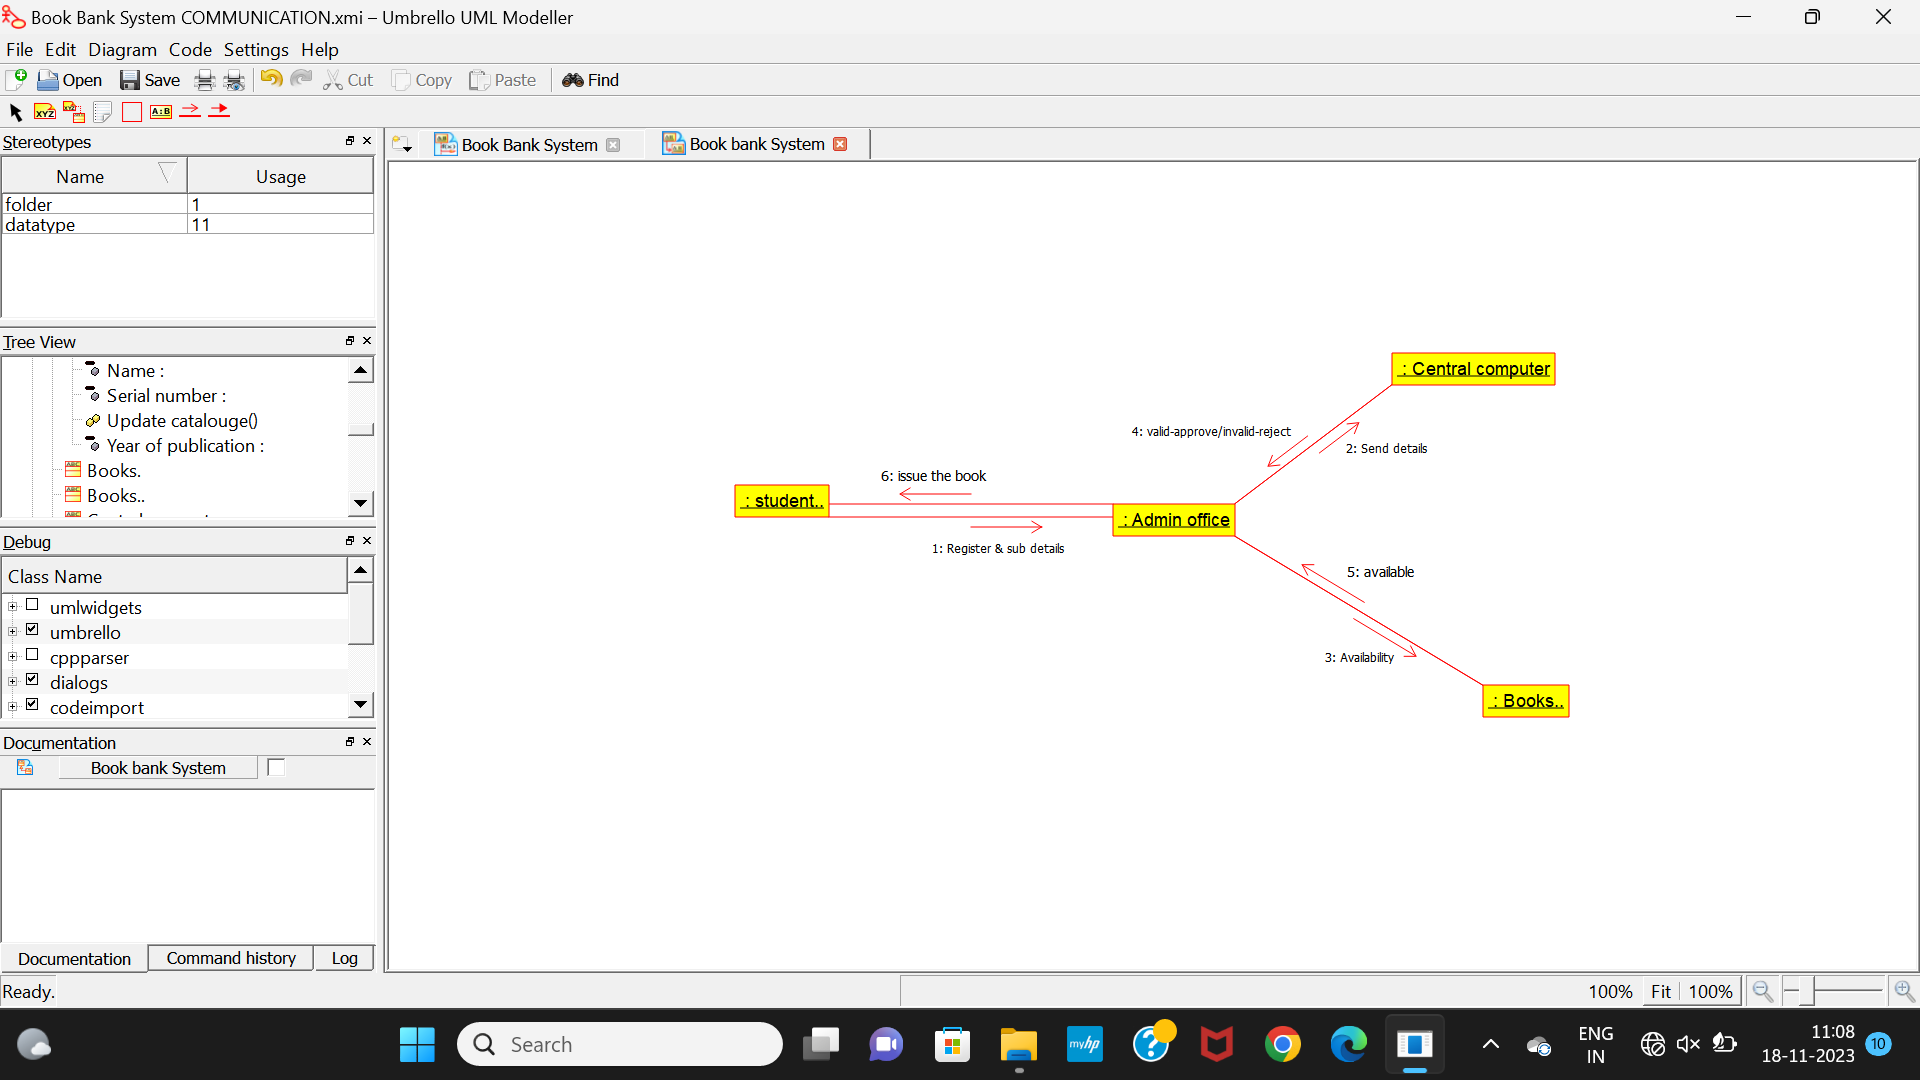 Book Bank System COMMUNICATION.xmi – Umbrello UML Modeller
File Edit Diagram Code Settings Help
Open Save Cut Copy Paste Find
XYZ XYZ A:B
Stereotypes
Name Usage
folder 1
datatype 11
Tree View
Name :
Serial number :
Update catalouge()
Year of publication :
Books.
Books..
Debug
Class Name
umlwidgets
umbrello
cppparser
dialogs
codeimport
Documentation
Book bank System
Documentation Command history Log
Book Bank System Book bank System
: Central computer
4: valid-approve/invalid-reject
2: Send details
6: issue the book
: student..
: Admin office
1: Register & sub details
5: available
3: Availability
: Books..
Ready.
100% Fit 100%
Search
myhp
ENG
IN
11:08
18-11-2023
10